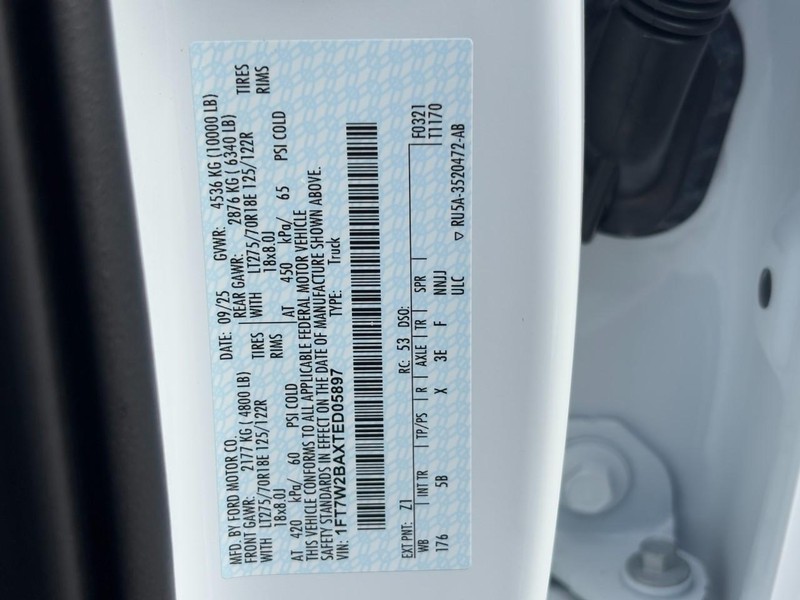 MFD. BY FORD MOTOR CO.
DATE: 09/25 GVWR: 4536 KG (10000 LB)
FRONT GAWR: 2177 KG ( 4800 LB) REAR GAWR: 2876 KG ( 6340 LB)
WITH LT275/70R18E 125/122R TIRES WITH LT275/70R18E 125/122R TIRES
18x8.0J RIMS 18x8.0J RIMS
AT 420 kPa/ 60 PSI COLD AT 450 kPa/ 65 PSI COLD
THIS VEHICLE CONFORMS TO ALL APPLICABLE FEDERAL MOTOR VEHICLE
SAFETY STANDARDS IN EFFECT ON THE DATE OF MANUFACTURE SHOWN ABOVE.
VIN: 1FT7W2BAXTED05897 TYPE: Truck
EXT PNT: Z1 RC: 53 DSO: F0321
WB INT TR TP/PS R AXLE TR SPR T1170
176 5B X 3E F NNJJ
ULC ▽ RU5A-3520472-AB